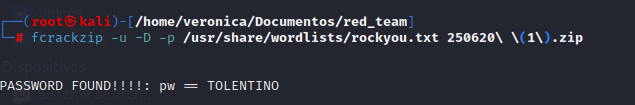 ┌──(root㉿kali)-[/home/veronica/Documentos/red_team]
└─# fcrackzip -u -D -p /usr/share/wordlists/rockyou.txt 250620\ \(1\).zip
Dispositivos
PASSWORD FOUND!!!!: pw == TOLENTINO